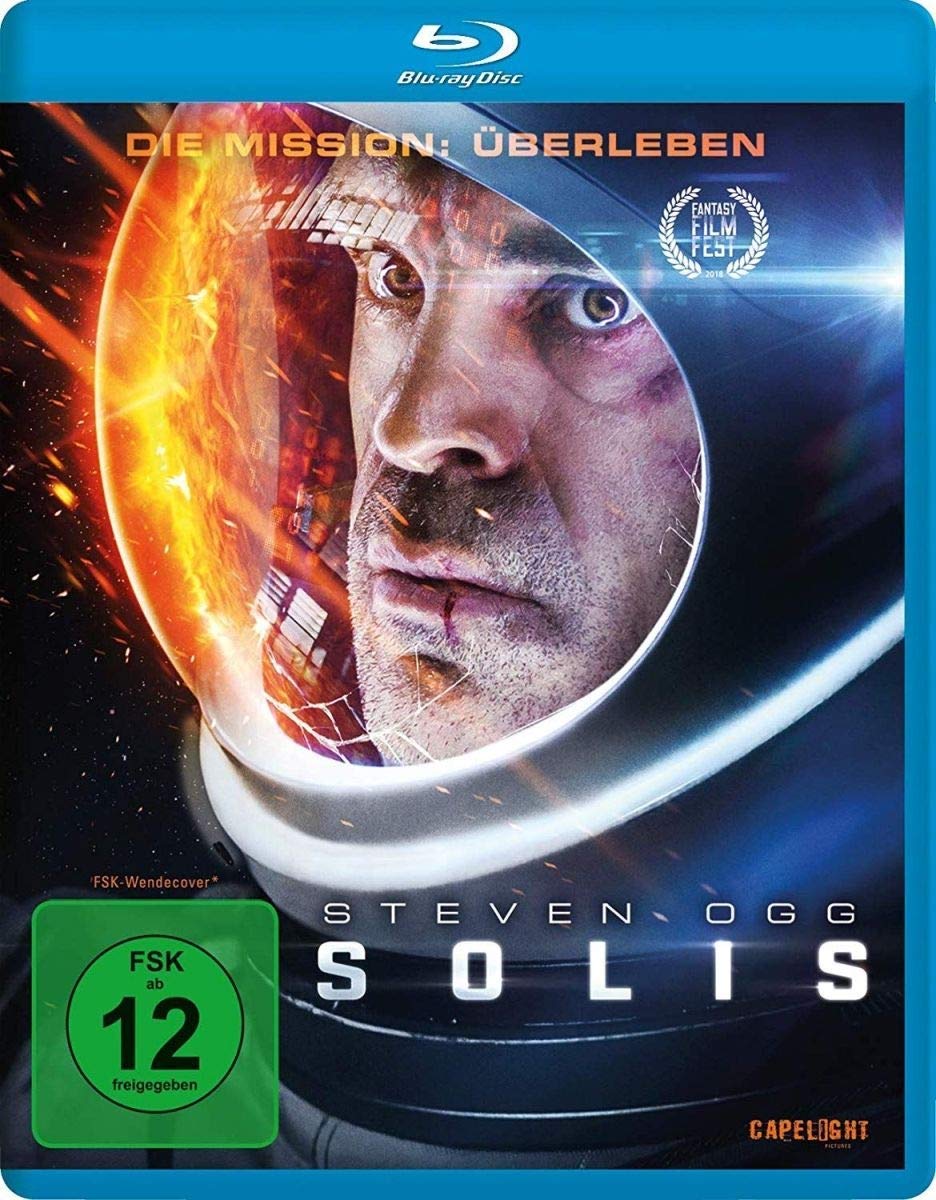 Blu-ray Disc
DIE MISSION: ÜBERLEBEN
FANTASY
FILM
FEST
2018
FSK-Wendecover*
FSK
ab
12
freigegeben
STEVEN OGG
SOLIS
CAPELIGHT
PICTURES